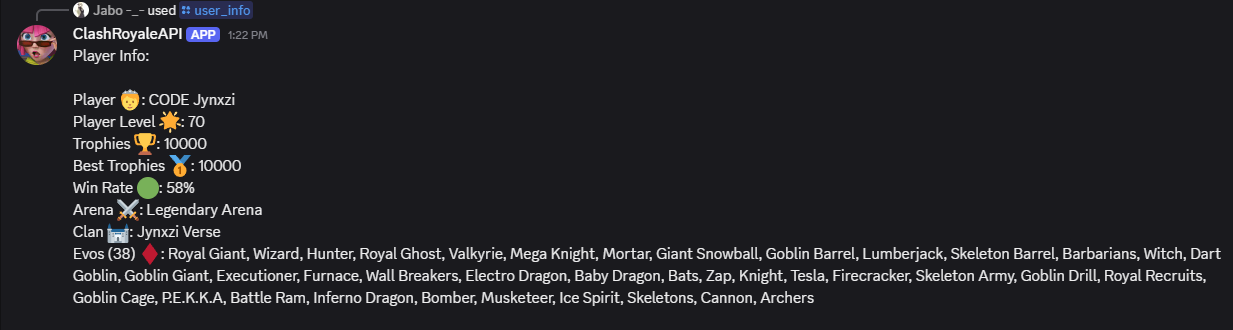 Jabo -_- used user_info
ClashRoyaleAPI APP 1:22 PM
Player Info:
Player 🤴: CODE Jynxzi
Player Level 🌟: 70
Trophies 🏆: 10000
Best Trophies 🥇: 10000
Win Rate 🟢: 58%
Arena ⚔️: Legendary Arena
Clan 🏰: Jynxzi Verse
Evos (38) ♦️: Royal Giant, Wizard, Hunter, Royal Ghost, Valkyrie, Mega Knight, Mortar, Giant Snowball, Goblin Barrel, Lumberjack, Skeleton Barrel, Barbarians, Witch, Dart
Goblin, Goblin Giant, Executioner, Furnace, Wall Breakers, Electro Dragon, Baby Dragon, Bats, Zap, Knight, Tesla, Firecracker, Skeleton Army, Goblin Drill, Royal Recruits,
Goblin Cage, P.E.K.K.A, Battle Ram, Inferno Dragon, Bomber, Musketeer, Ice Spirit, Skeletons, Cannon, Archers